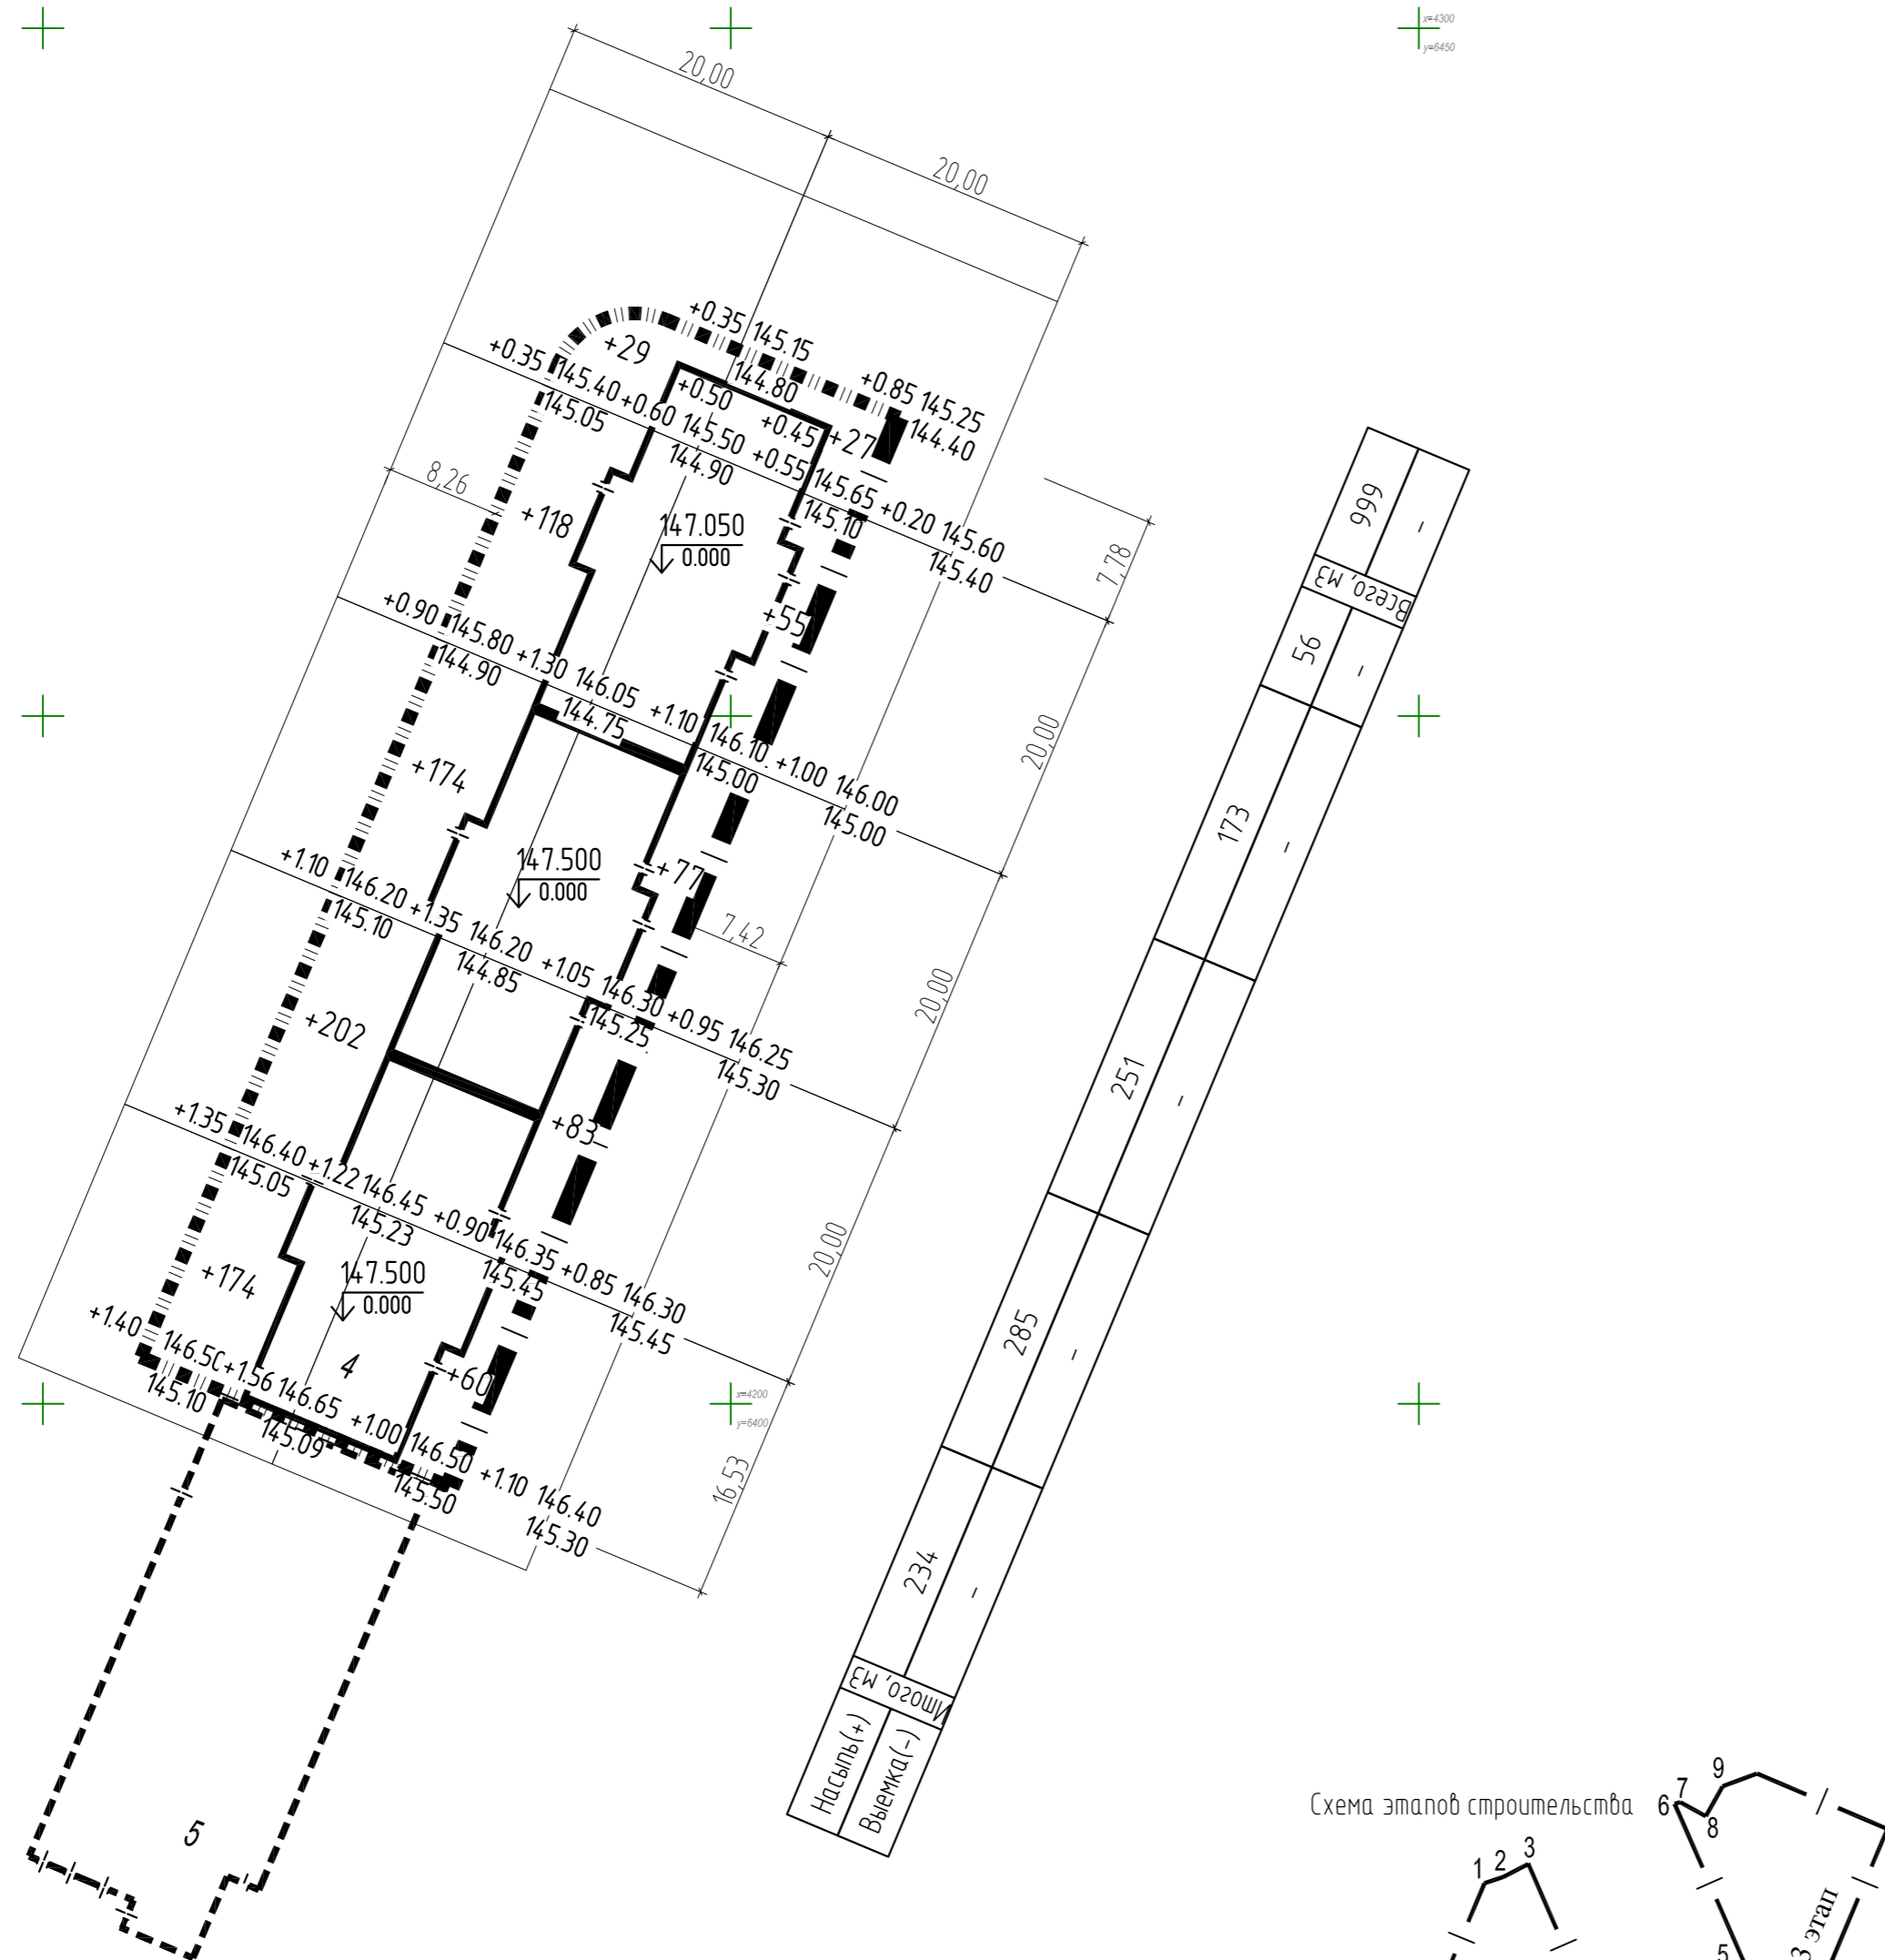 x=4300
y=6450
20,00
20,00
+0.35 145.15
144.80
+29
+0.85 145.25
144.40
+0.50
+0.45
+27
+0.35 145.40 +0.60 145.50 +0.55 145.65 +0.20 145.60
145.05 144.90 145.10 145.40
8,26
7,78
+118
147.050
0.000
+55
+0.90 145.80 +1.30 146.05 +1.10 146.10 +1.00 146.00
144.90 144.75 145.00 145.00
20,00
+174
147.500
0.000
+77
7,42
+1.10 146.20 +1.35 146.20 +1.05 146.30 +0.95 146.25
145.10 144.85 145.25 145.30
20,00
+202
+83
+1.35 146.40 +1.22 146.45 +0.90 146.35 +0.85 146.30
145.05 145.23 145.45 145.45
20,00
+174
147.500
0.000
4
+60
+1.40 146.50 +1.56 146.65 +1.00 146.50 +1.10 146.40
145.10 145.09 145.50 145.30
16,53
x=4200
y=6400
5
Насыпь(+) Итого, м3 234 285 251 173 56 Всего, м3 999
Выемка(-) - - - - - -
Схема этапов строительства
1 2 3
6 7 8 9
5
3 этап